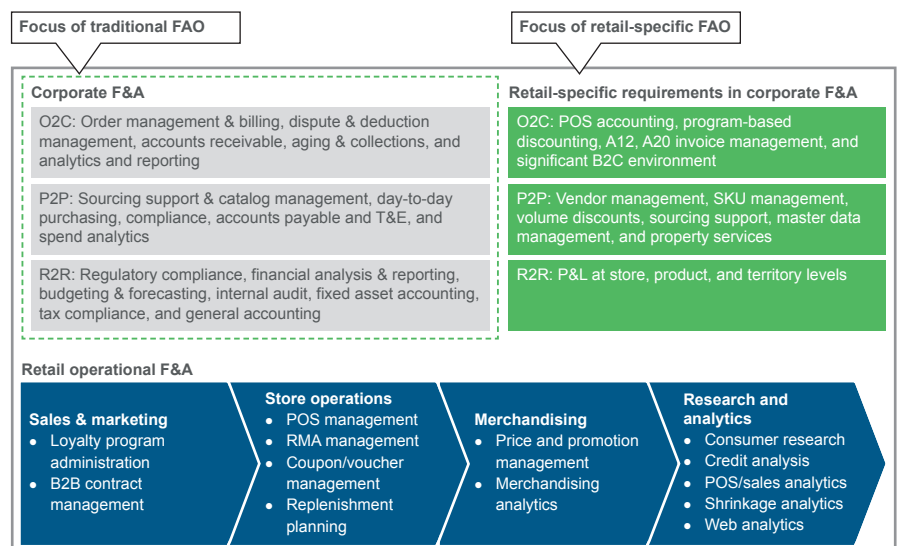 Focus of traditional FAO
Focus of retail-specific FAO
Corporate F&A
O2C: Order management & billing, dispute & deduction
management, accounts receivable, aging & collections, and
analytics and reporting
P2P: Sourcing support & catalog management, day-to-day
purchasing, compliance, accounts payable and T&E, and
spend analytics
R2R: Regulatory compliance, financial analysis & reporting,
budgeting & forecasting, internal audit, fixed asset accounting,
tax compliance, and general accounting
Retail-specific requirements in corporate F&A
O2C: POS accounting, program-based
discounting, A12, A20 invoice management, and
significant B2C environment
P2P: Vendor management, SKU management,
volume discounts, sourcing support, master data
management, and property services
R2R: P&L at store, product, and territory levels
Retail operational F&A
Sales & marketing
● Loyalty program
administration
● B2B contract
management
Store operations
● POS management
● RMA management
● Coupon/voucher
management
● Replenishment
planning
Merchandising
● Price and promotion
management
● Merchandising
analytics
Research and
analytics
● Consumer research
● Credit analysis
● POS/sales analytics
● Shrinkage analytics
● Web analytics